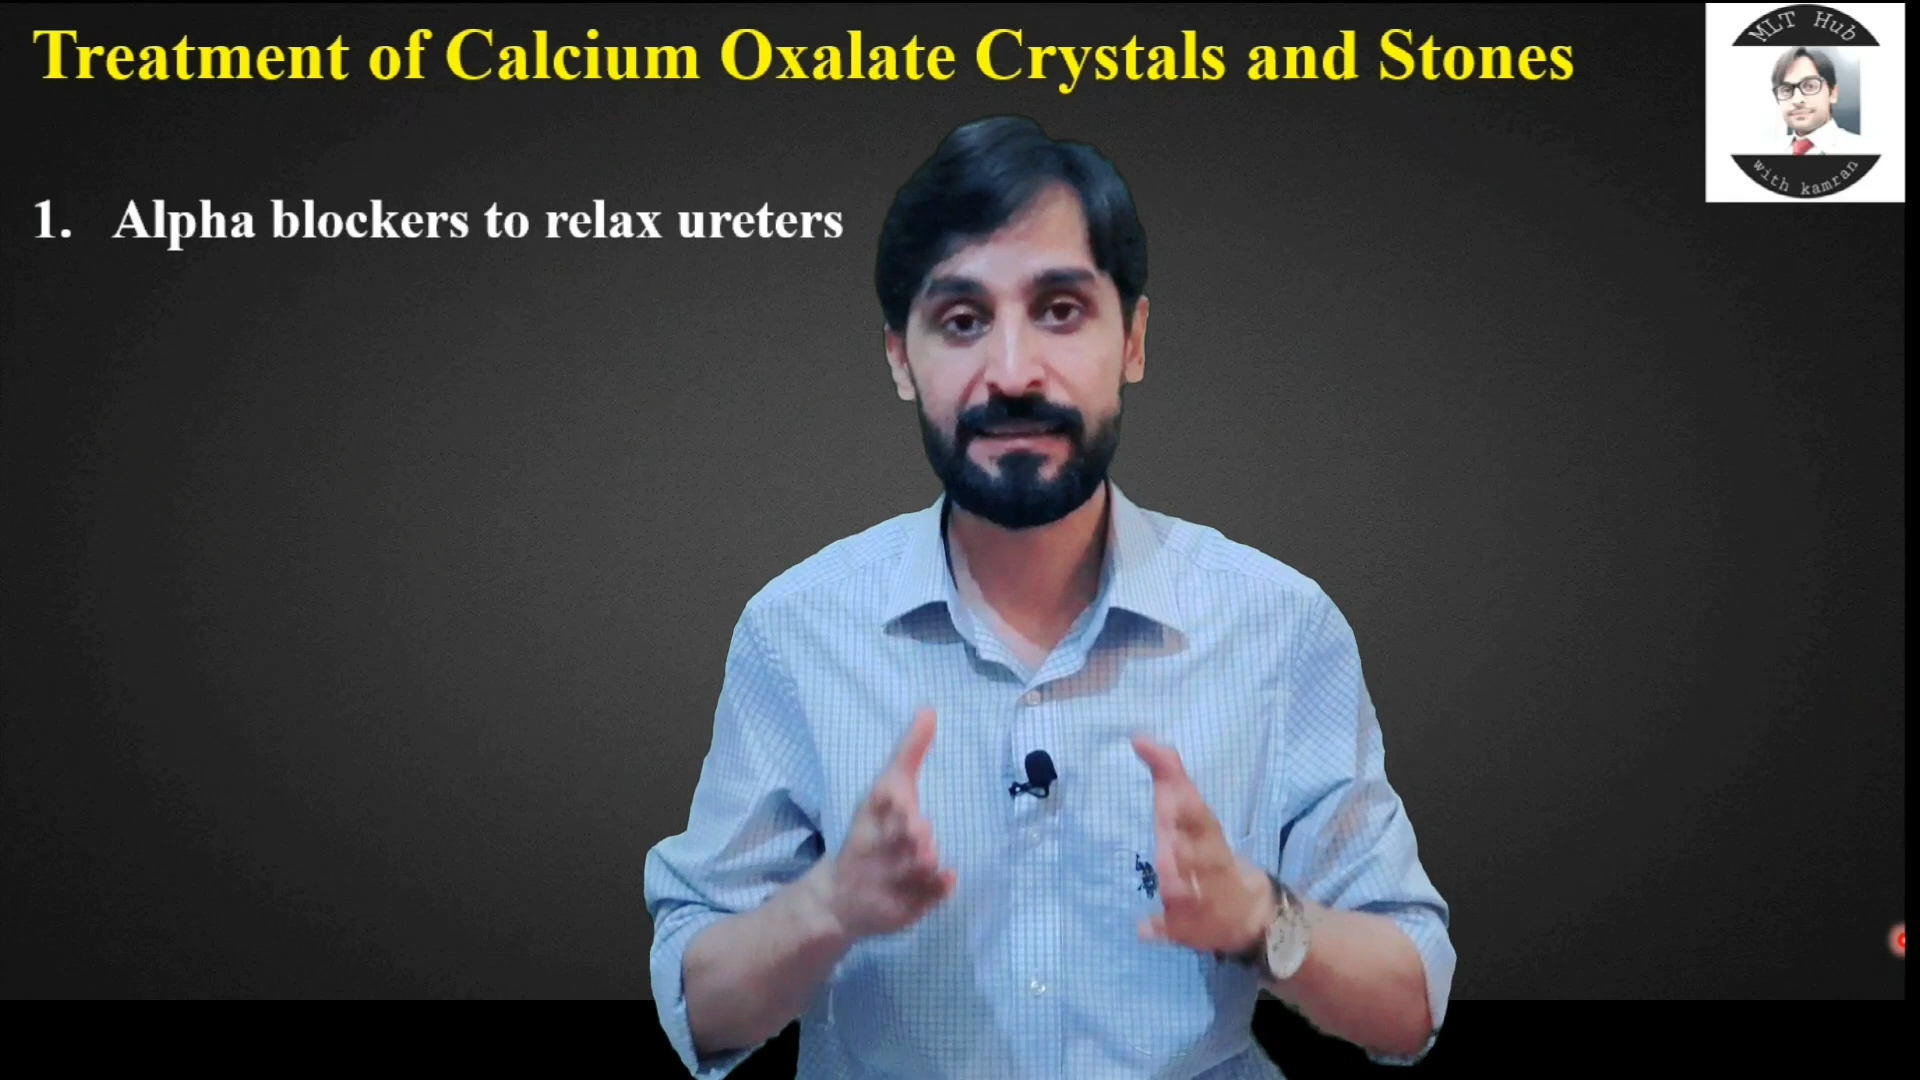 Treatment of Calcium Oxalate Crystals and Stones
MLT Hub
with kamran
1. Alpha blockers to relax ureters